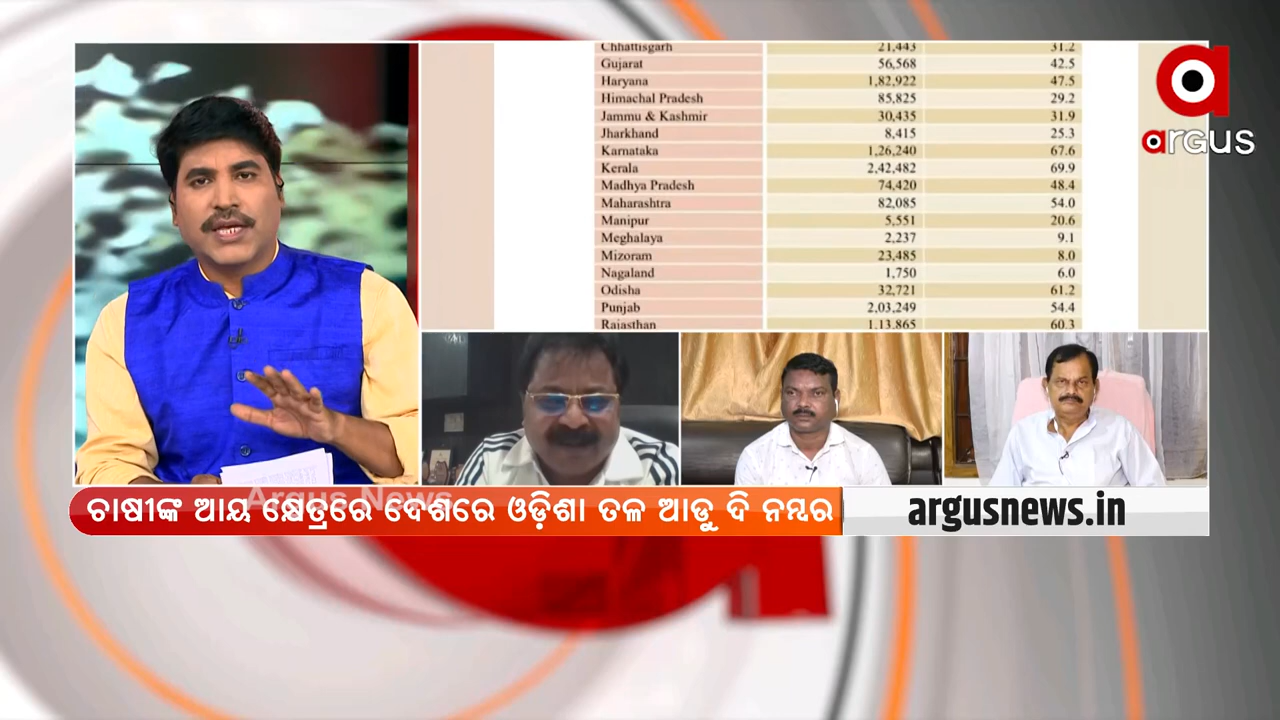 Chhattisgarh 21,443 31.2
Gujarat 56,568 42.5
Haryana 1,82,922 47.5
Himachal Pradesh 85,825 29.2
Jammu & Kashmir 30,435 31.9
Jharkhand 8,415 25.3
Karnataka 1,26,240 67.6
Kerala 2,42,482 69.9
Madhya Pradesh 74,420 48.4
Maharashtra 82,085 54.0
Manipur 5,551 20.6
Meghalaya 2,237 9.1
Mizoram 23,485 8.0
Nagaland 1,750 6.0
Odisha 32,721 61.2
Punjab 2,03,249 54.4
Rajasthan 1,13,865 60.3
argus
Argus News
ଚାଷୀଙ୍କ ଆୟ କ୍ଷେତ୍ରରେ ଦେଶରେ ଓଡ଼ିଶା ତଳ ଆଡୁ ଦି ନମ୍ବର
argusnews.in